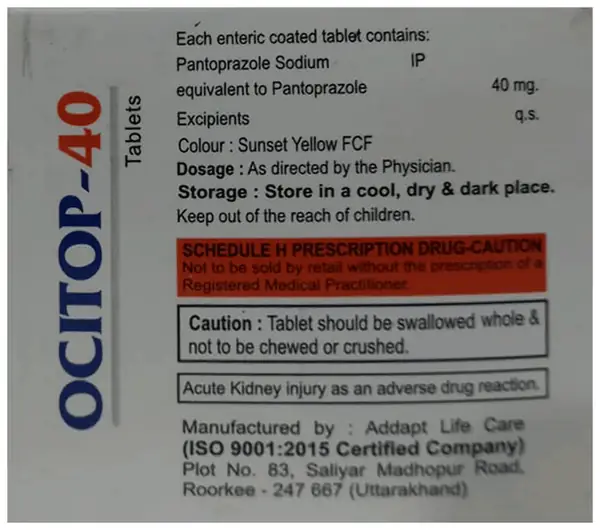 OCITOP-40
Tablets
Each enteric coated tablet contains:
Pantoprazole Sodium IP
equivalent to Pantoprazole 40 mg.
Excipients q.s.
Colour : Sunset Yellow FCF
Dosage : As directed by the Physician.
Storage : Store in a cool, dry & dark place.
Keep out of the reach of children.
SCHEDULE H PRESCRIPTION DRUG-CAUTION
Not to be sold by retail without the prescription of a
Registered Medical Practitioner.
Caution : Tablet should be swallowed whole &
not to be chewed or crushed.
Acute Kidney injury as an adverse drug reaction.
Manufactured by : Addapt Life Care
(ISO 9001:2015 Certified Company)
Plot No. 83, Saliyar Madhopur Road,
Roorkee - 247 667 (Uttarakhand)